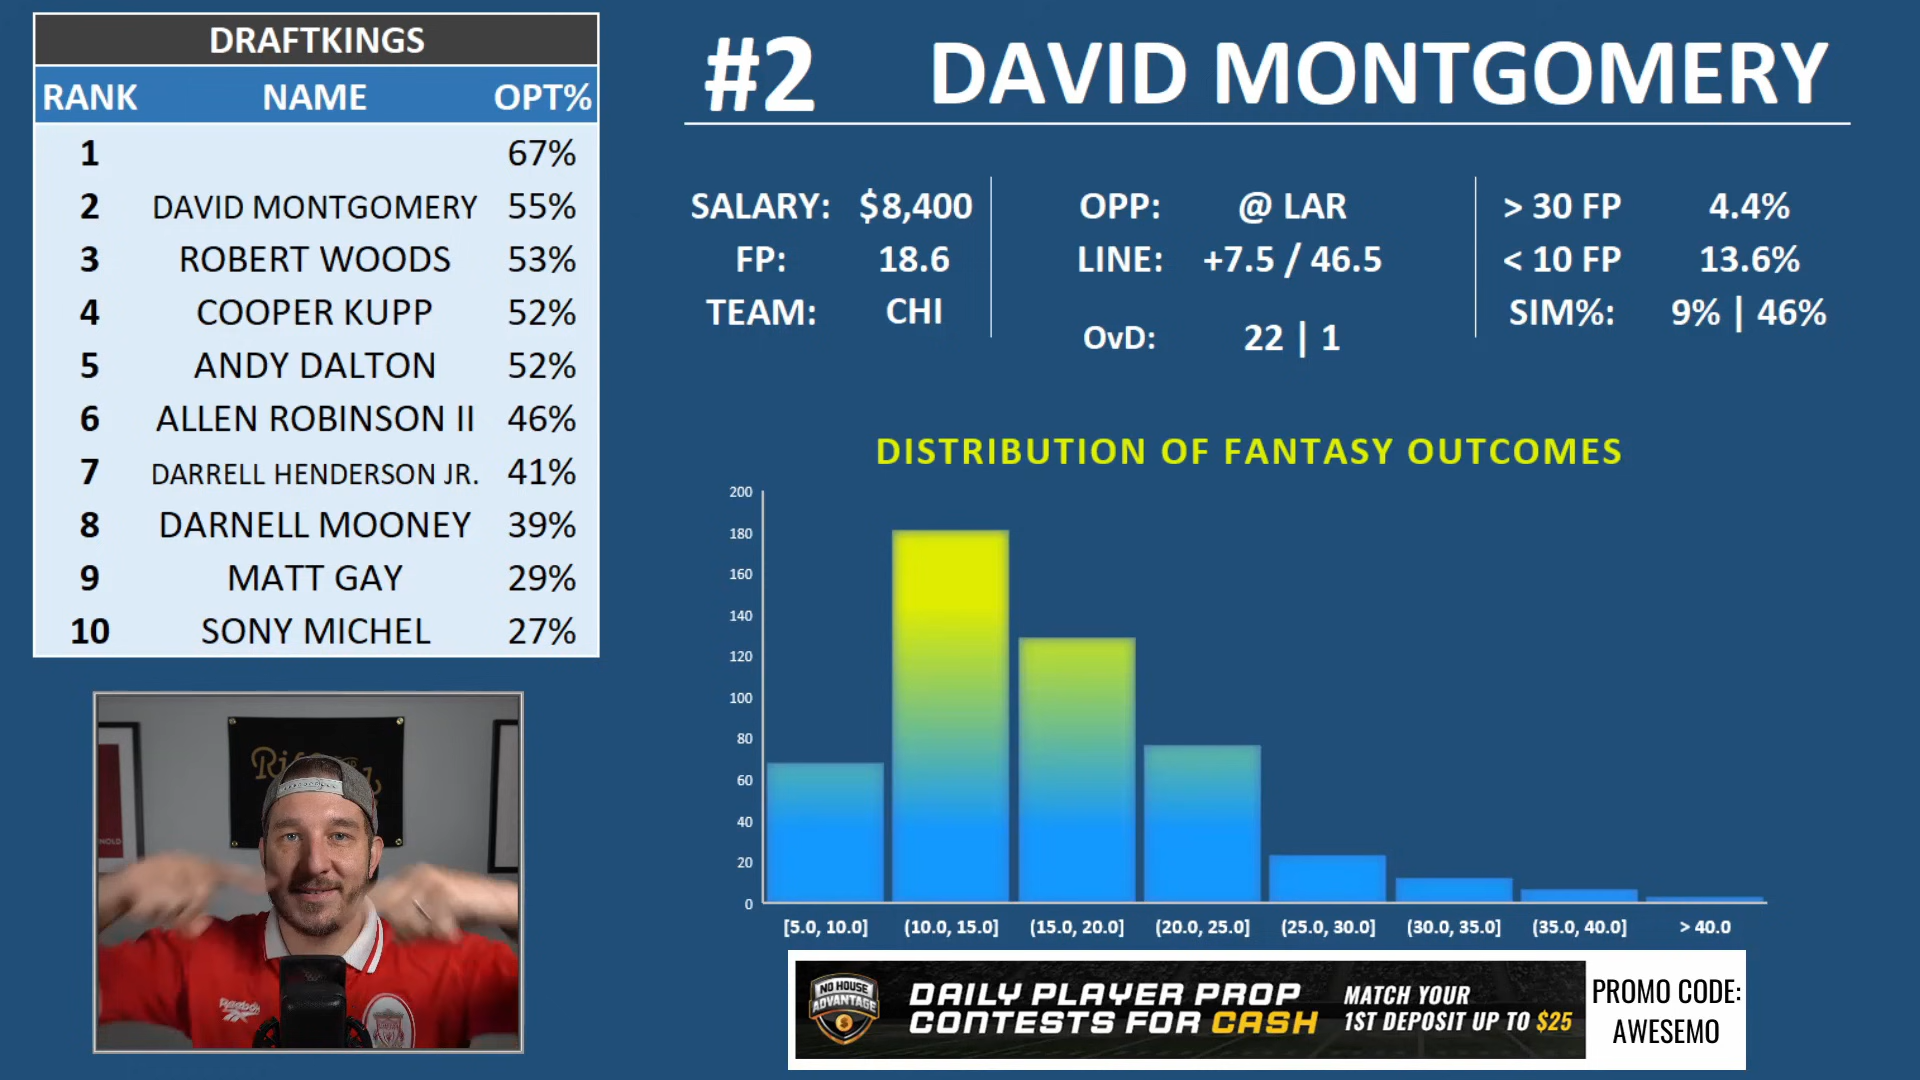 DRAFTKINGS
RANK NAME OPT%
1 67%
2 DAVID MONTGOMERY 55%
3 ROBERT WOODS 53%
4 COOPER KUPP 52%
5 ANDY DALTON 52%
6 ALLEN ROBINSON II 46%
7 DARRELL HENDERSON JR. 41%
8 DARNELL MOONEY 39%
9 MATT GAY 29%
10 SONY MICHEL 27%
#2 DAVID MONTGOMERY
SALARY: $8,400
FP: 18.6
TEAM: CHI
OPP: @ LAR
LINE: +7.5 / 46.5
OvD: 22 | 1
> 30 FP 4.4%
< 10 FP 13.6%
SIM%: 9% | 46%
DISTRIBUTION OF FANTASY OUTCOMES
200
180
160
140
120
100
80
60
40
20
0
[5.0, 10.0] (10.0, 15.0] (15.0, 20.0] (20.0, 25.0] (25.0, 30.0] (30.0, 35.0] (35.0, 40.0] > 40.0
Reebok
NO HOUSE
ADVANTAGE
DAILY PLAYER PROP
CONTESTS FOR CASH
MATCH YOUR
1ST DEPOSIT UP TO $25
PROMO CODE:
AWESEMO